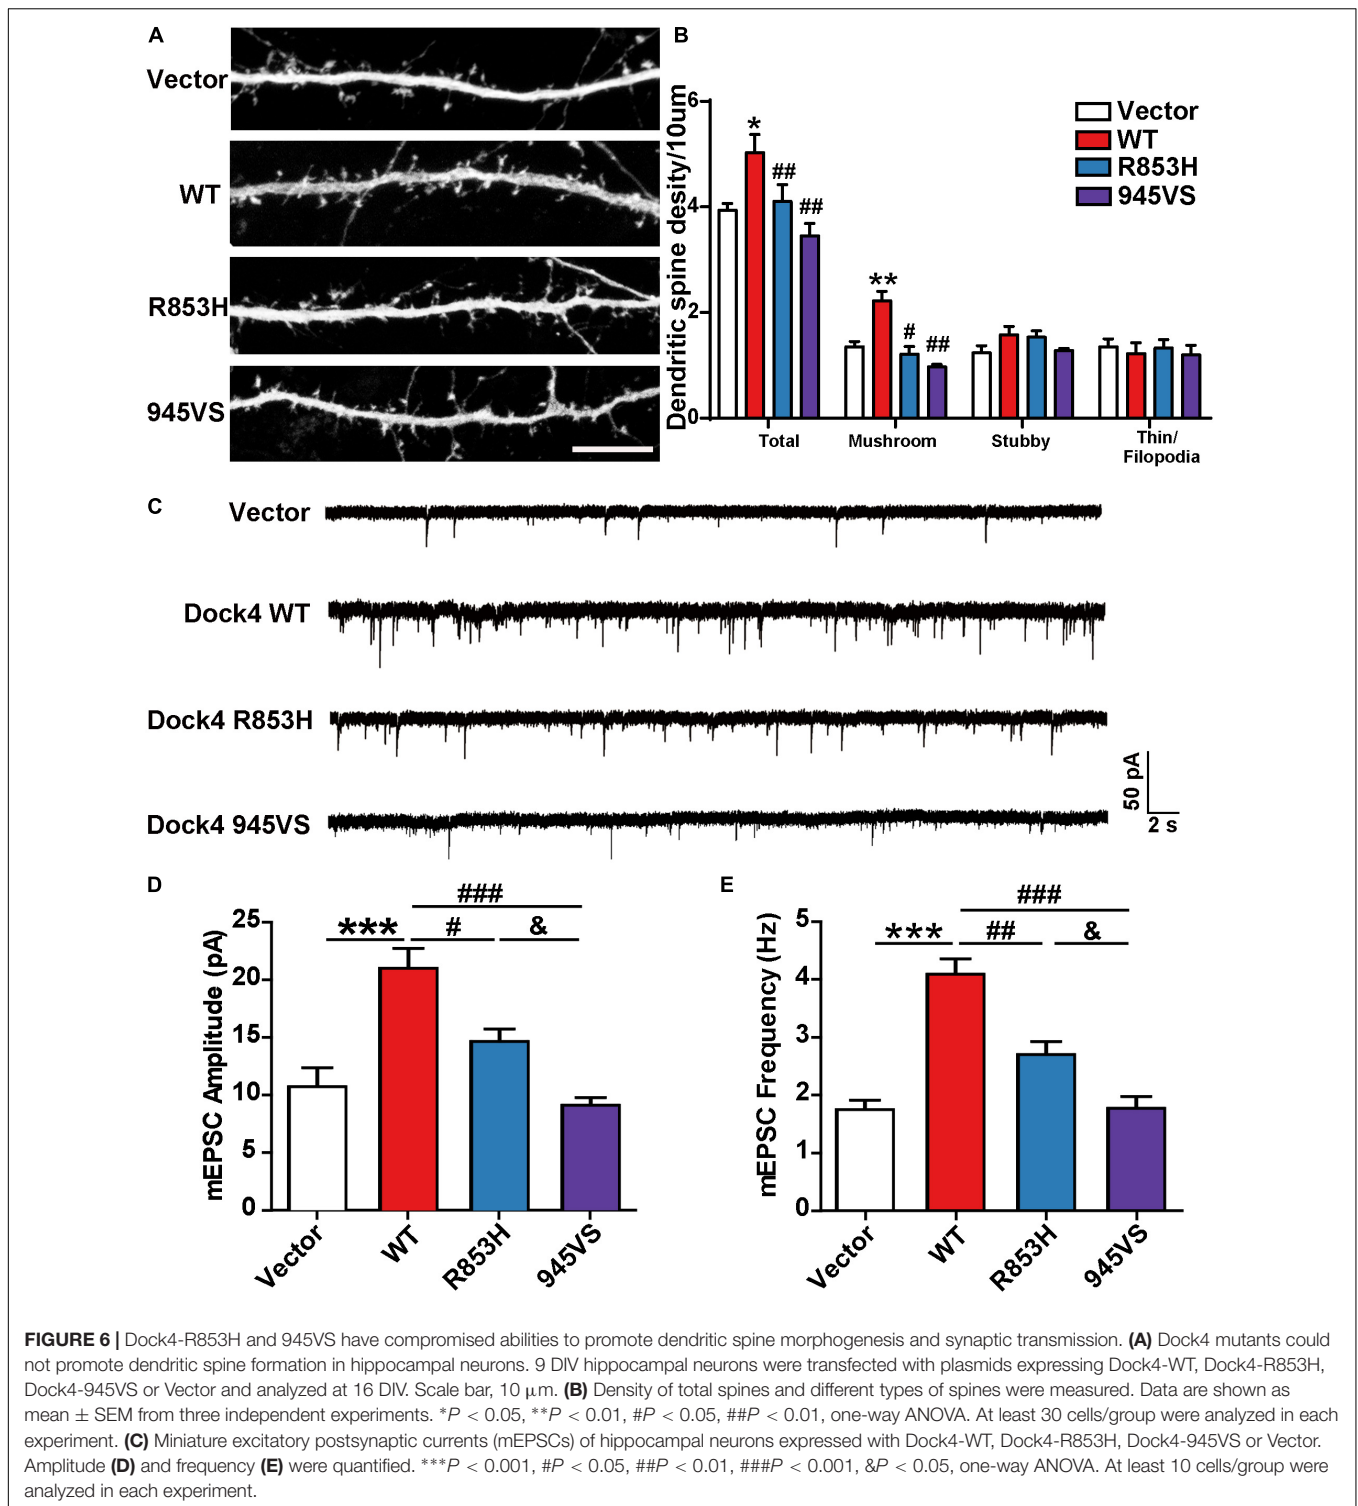 A
Vector
WT
R853H
945VS
B
Dendritic spine desity/10um
6
4
2
0
*
##
##
**
#
##
Vector
WT
R853H
945VS
Total
Mushroom
Stubby
Thin/
Filopodia
C
Vector
Dock4 WT
Dock4 R853H
Dock4 945VS
50 pA
2 s
D
mEPSC Amplitude (pA)
25
20
15
10
5
0
###
***
#
&
Vector
WT
R853H
945VS
E
mEPSC Frequency (Hz)
5
4
3
2
1
0
###
***
##
&
Vector
WT
R853H
945VS
FIGURE 6 | Dock4-R853H and 945VS have compromised abilities to promote dendritic spine morphogenesis and synaptic transmission. (A) Dock4 mutants could
not promote dendritic spine formation in hippocampal neurons. 9 DIV hippocampal neurons were transfected with plasmids expressing Dock4-WT, Dock4-R853H,
Dock4-945VS or Vector and analyzed at 16 DIV. Scale bar, 10 μm. (B) Density of total spines and different types of spines were measured. Data are shown as
mean ± SEM from three independent experiments. *P < 0.05, **P < 0.01, #P < 0.05, ##P < 0.01, one-way ANOVA. At least 30 cells/group were analyzed in each
experiment. (C) Miniature excitatory postsynaptic currents (mEPSCs) of hippocampal neurons expressed with Dock4-WT, Dock4-R853H, Dock4-945VS or Vector.
Amplitude (D) and frequency (E) were quantified. ***P < 0.001, #P < 0.05, ##P < 0.01, ###P < 0.001, &P < 0.05, one-way ANOVA. At least 10 cells/group were
analyzed in each experiment.